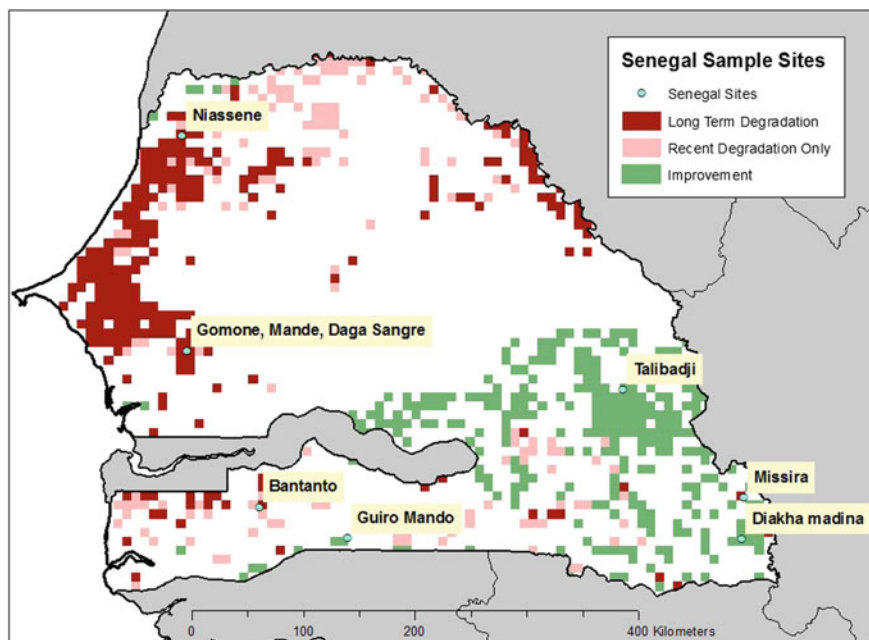 Senegal Sample Sites
Senegal Sites
Long Term Degradation
Recent Degradation Only
Improvement
Niassene
Gomone, Mande, Daga Sangre
Talibadji
Missira
Bantanto
Guiro Mando
Diakha madina
0 100 200 400 Kilometers